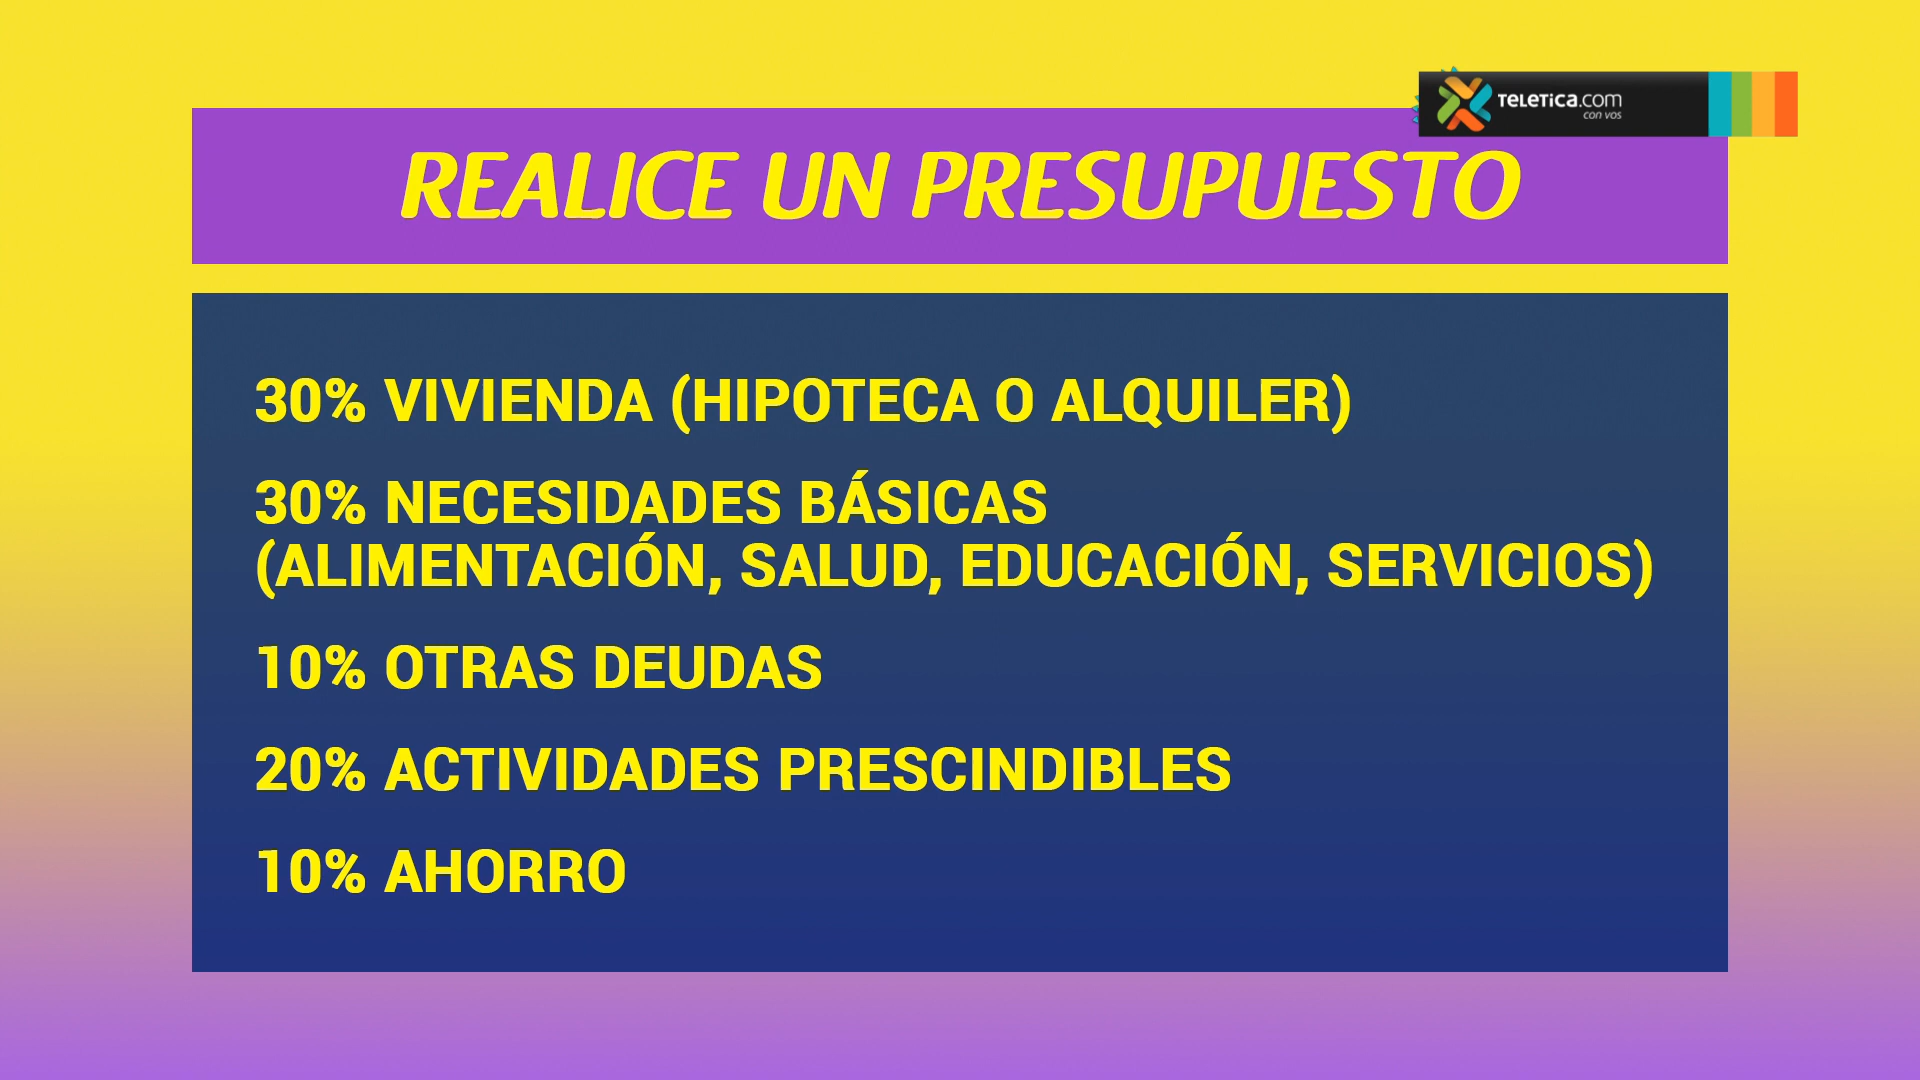 TELETICA.com
con vos
REALICE UN PRESUPUESTO
30% VIVIENDA (HIPOTECA O ALQUILER)
30% NECESIDADES BÁSICAS
(ALIMENTACIÓN, SALUD, EDUCACIÓN, SERVICIOS)
10% OTRAS DEUDAS
20% ACTIVIDADES PRESCINDIBLES
10% AHORRO